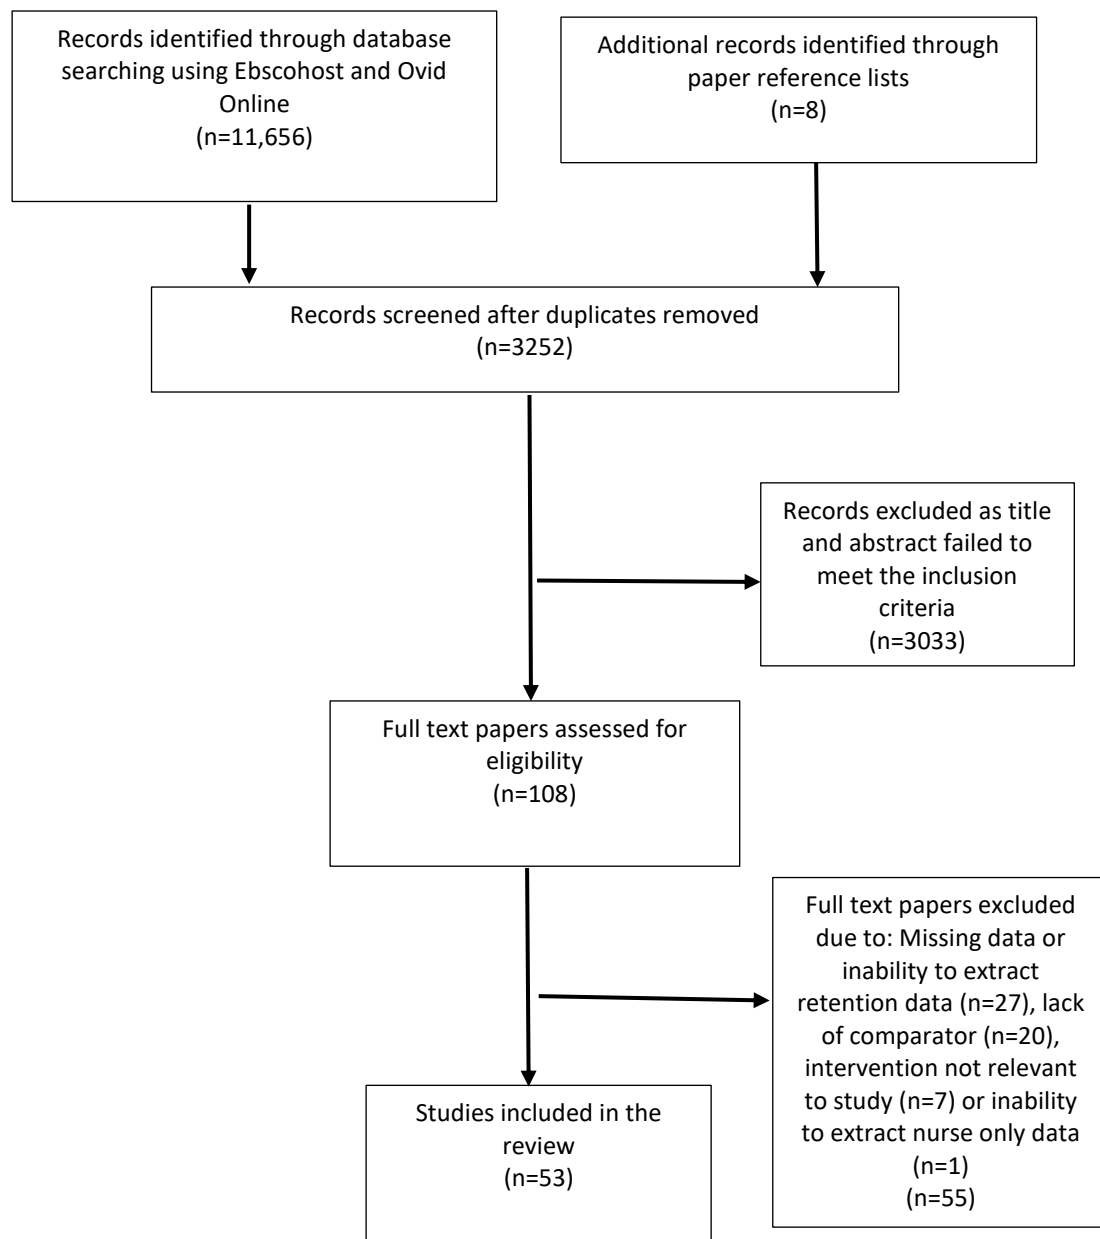 Records identified through database
searching using Ebscohost and Ovid
Online
(n=11,656)
Additional records identified through
paper reference lists
(n=8)
Records screened after duplicates removed
(n=3252)
Records excluded as title
and abstract failed to
meet the inclusion
criteria
(n=3033)
Full text papers assessed for
eligibility
(n=108)
Full text papers excluded
due to: Missing data or
inability to extract
retention data (n=27), lack
of comparator (n=20),
intervention not relevant
to study (n=7) or inability
to extract nurse only data
(n=1)
(n=55)
Studies included in the
review
(n=53)